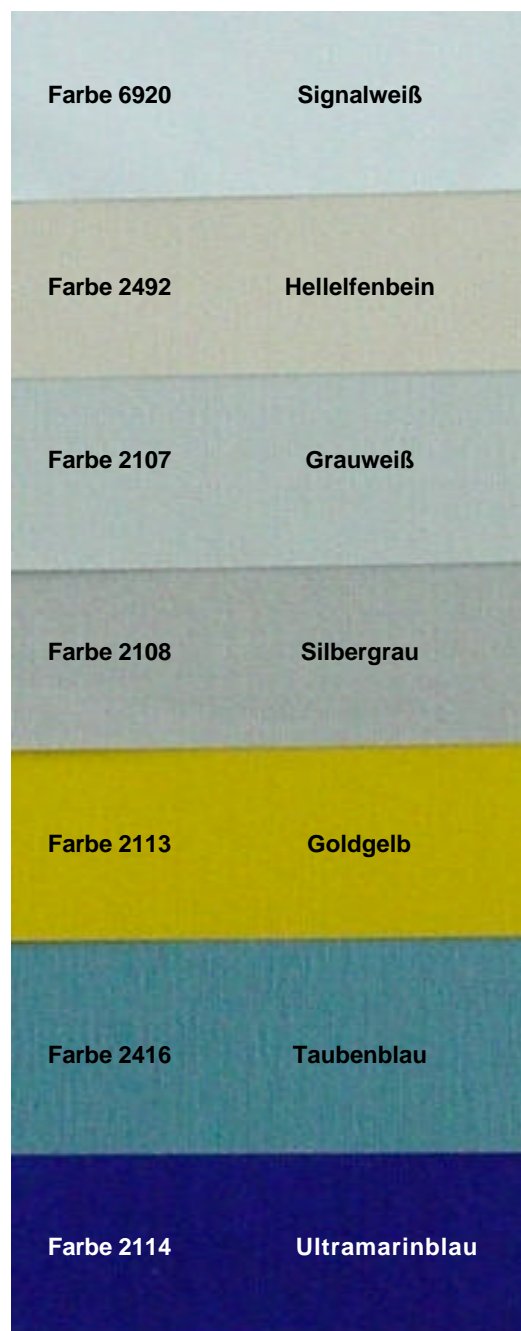 Farbe 6920 Signalweiß
Farbe 2492 Hellelfenbein
Farbe 2107 Grauweiß
Farbe 2108 Silbergrau
Farbe 2113 Goldgelb
Farbe 2416 Taubenblau
Farbe 2114 Ultramarinblau